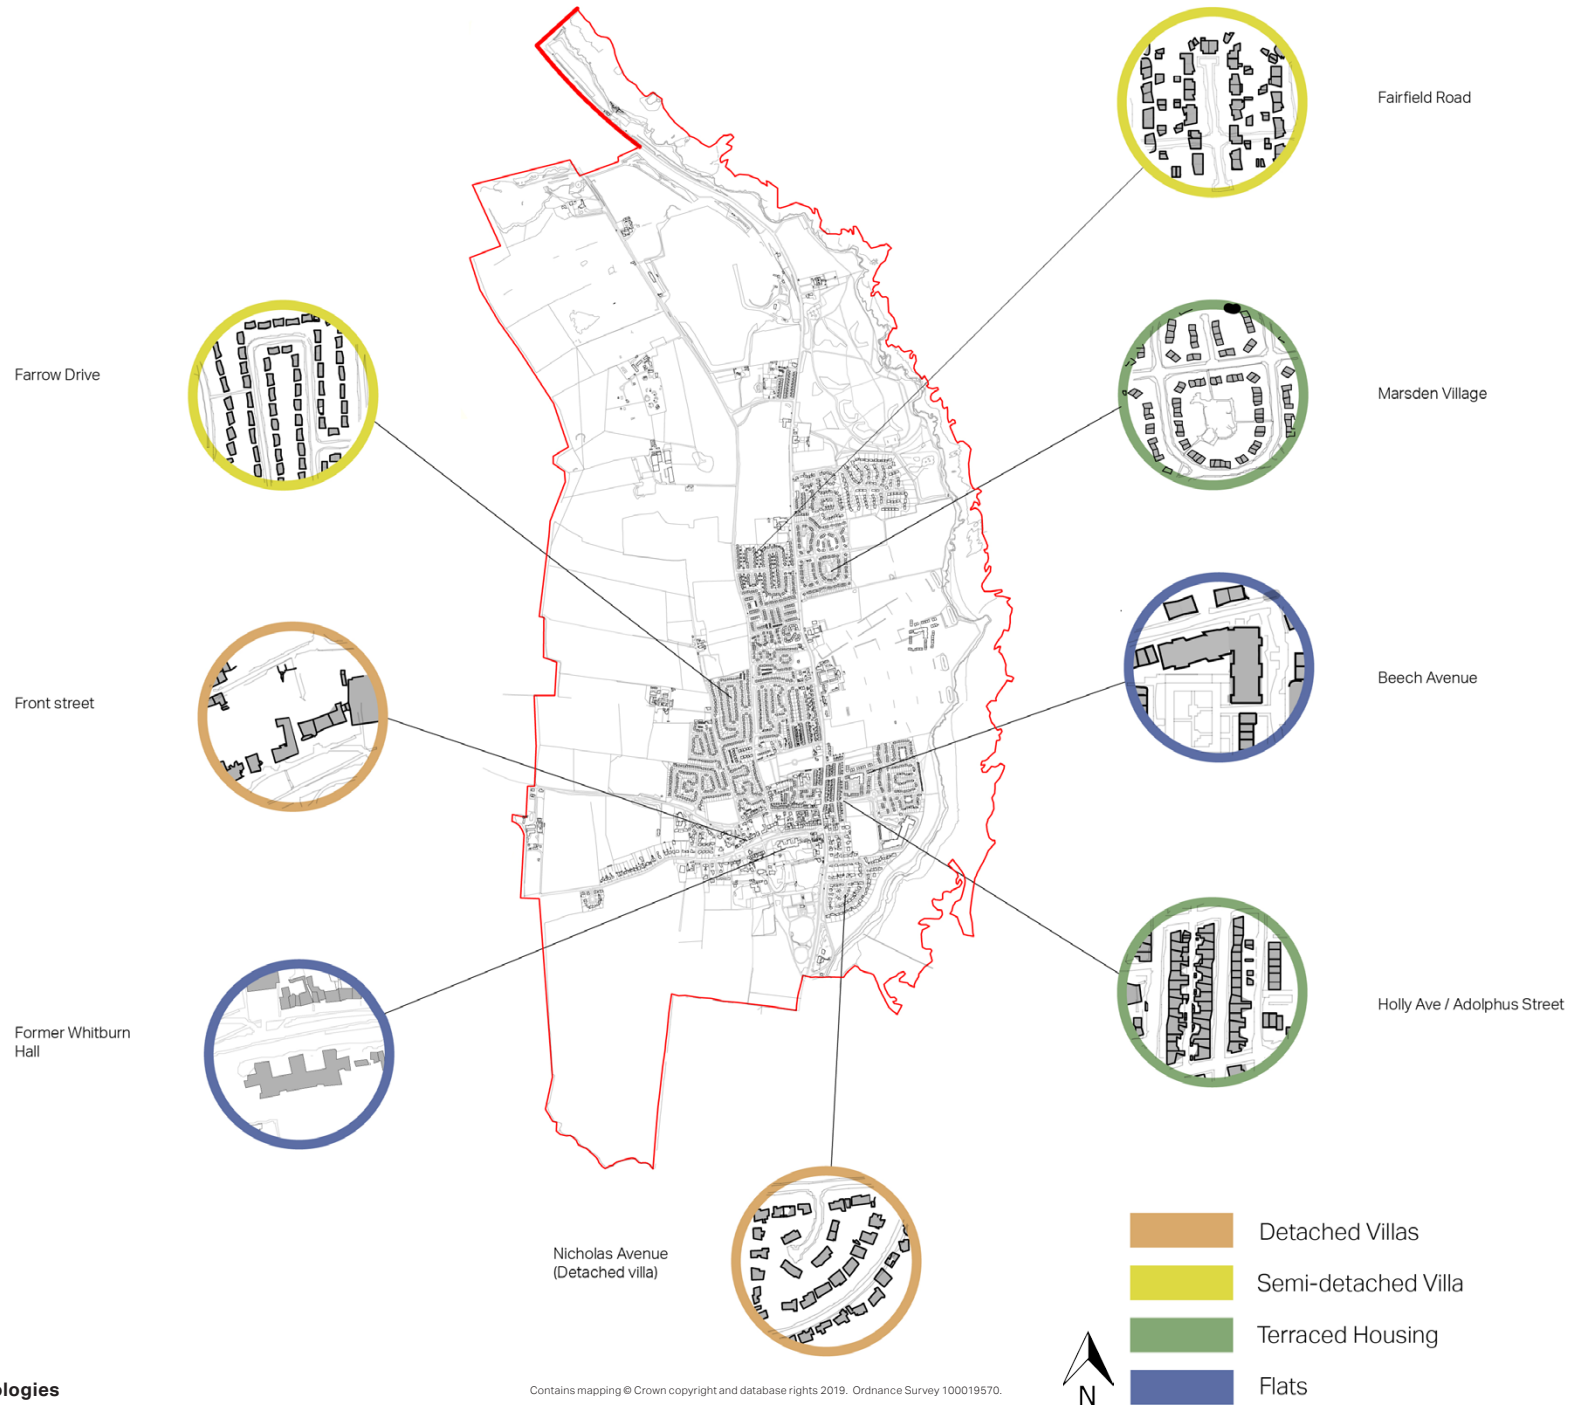 Fairfield Road
Farrow Drive
Marsden Village
Front street
Beech Avenue
Former Whitburn
Hall
Holly Ave / Adolphus Street
Nicholas Avenue
(Detached villa)
Detached Villas
Semi-detached Villa
Terraced Housing
Flats
N
ologies
Contains mapping © Crown copyright and database rights 2019. Ordnance Survey 100019570.